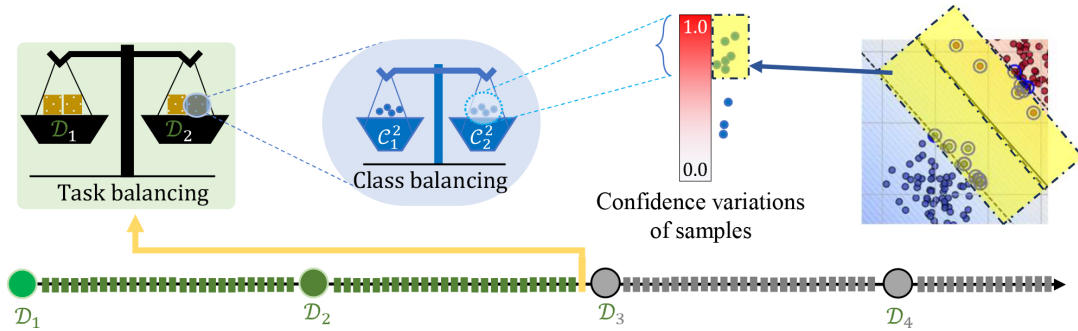 𝒟₁ 𝒟₂
Task balancing
𝒞₁² 𝒞₂²
Class balancing
1.0
0.0
Confidence variations
of samples
𝒟₁ 𝒟₂ 𝒟₃ 𝒟₄